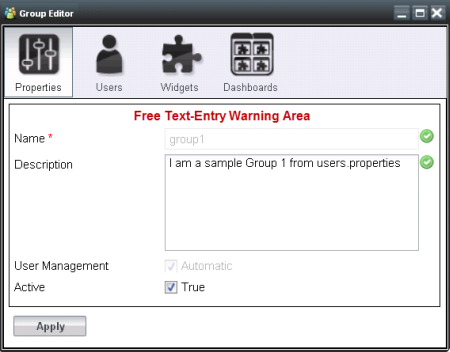 Group Editor
Properties Users Widgets Dashboards
Free Text-Entry Warning Area
Name * group1
Description I am a sample Group 1 from users.properties
User Management Automatic
Active True
Apply